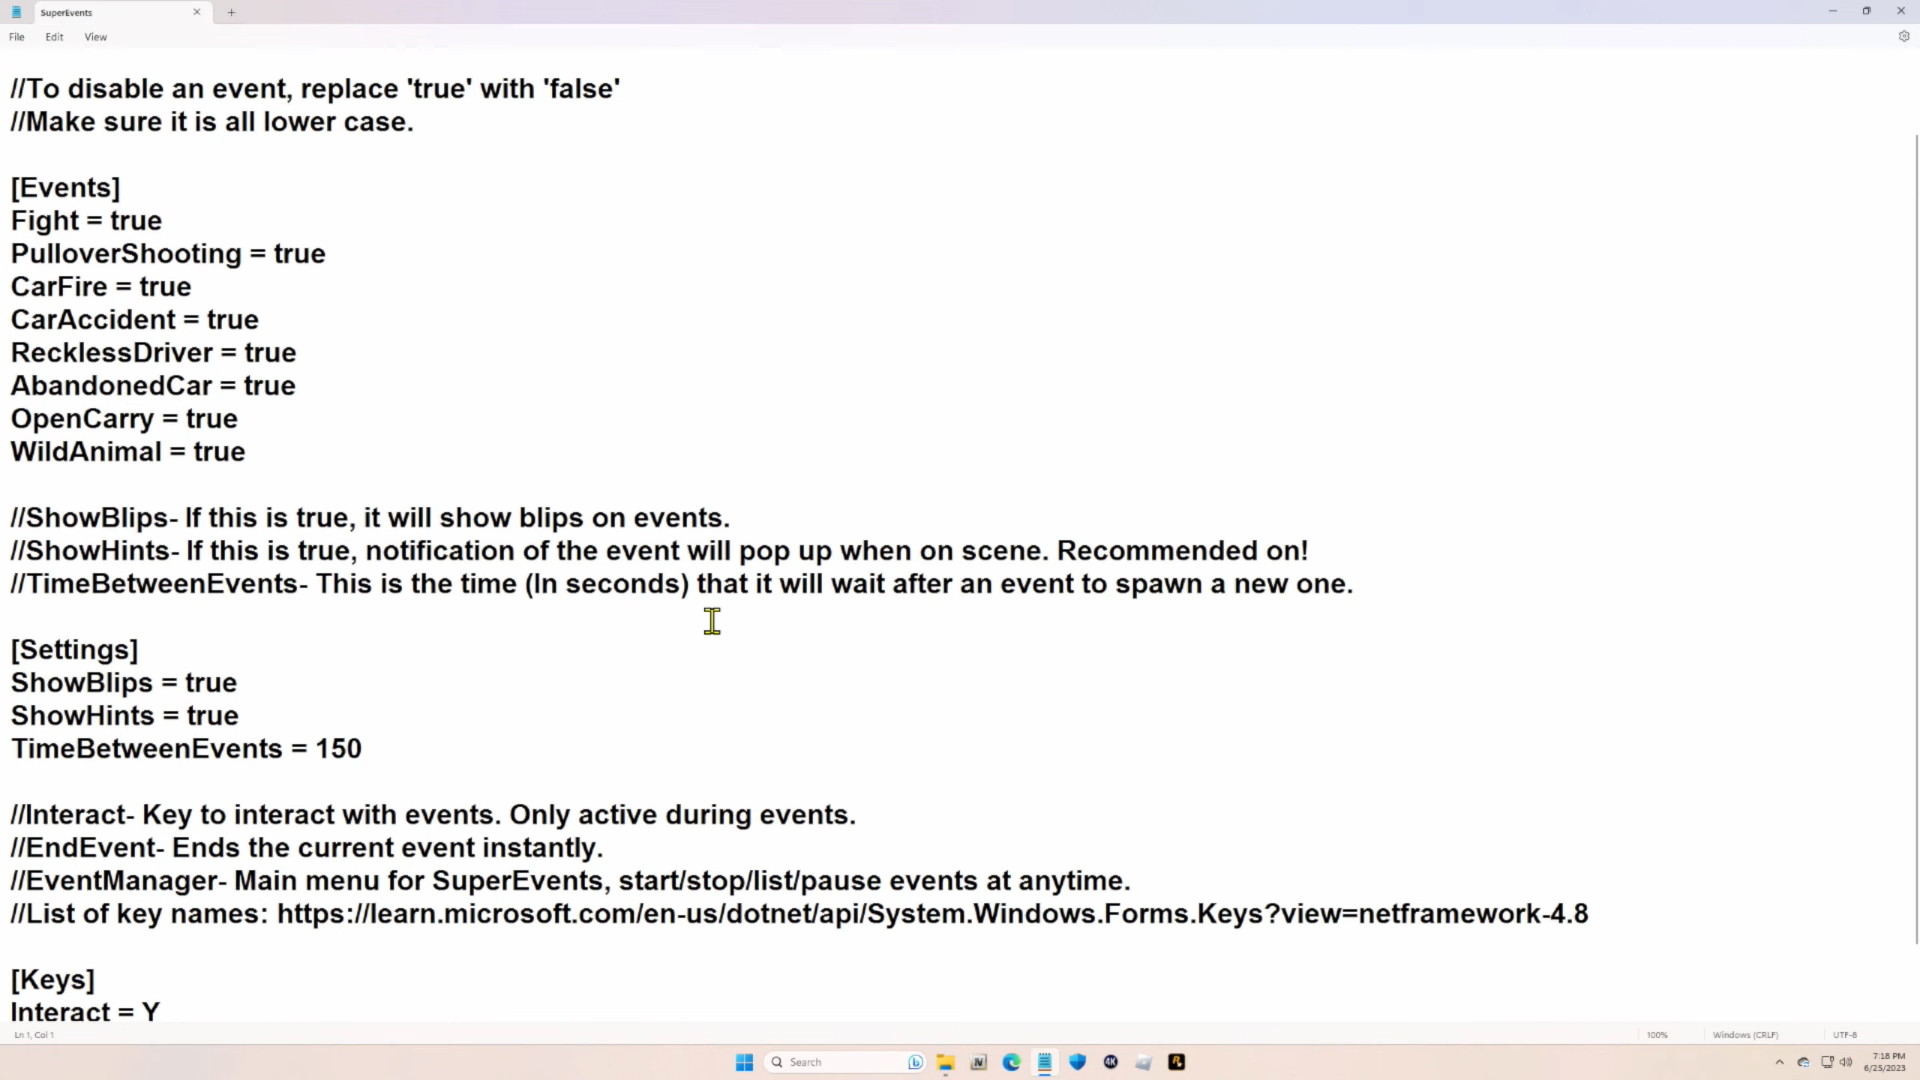 SuperEvents
File Edit View
//To disable an event, replace 'true' with 'false'
//Make sure it is all lower case.
[Events]
Fight = true
PulloverShooting = true
CarFire = true
CarAccident = true
RecklessDriver = true
AbandonedCar = true
OpenCarry = true
WildAnimal = true
//ShowBlips- If this is true, it will show blips on events.
//ShowHints- If this is true, notification of the event will pop up when on scene. Recommended on!
//TimeBetweenEvents- This is the time (In seconds) that it will wait after an event to spawn a new one.
[Settings]
ShowBlips = true
ShowHints = true
TimeBetweenEvents = 150
//Interact- Key to interact with events. Only active during events.
//EndEvent- Ends the current event instantly.
//EventManager- Main menu for SuperEvents, start/stop/list/pause events at anytime.
//List of key names: https://learn.microsoft.com/en-us/dotnet/api/System.Windows.Forms.Keys?view=netframework-4.8
[Keys]
Interact = Y
Ln 1, Col 1 100% Windows (CRLF) UTF-8
Search 4K 7:18 PM
6/25/2023